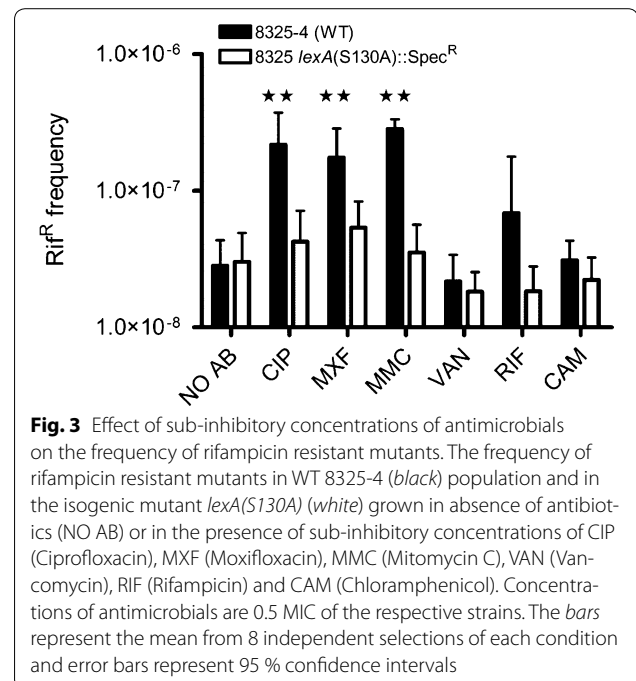 8325-4 (WT)
8325 lexA(S130A)::Spec^R
1.0×10^-6
★★ ★★ ★★
1.0×10^-7
1.0×10^-8
Rif^R frequency
NO AB CIP MXF MMC VAN RIF CAM
Fig. 3 Effect of sub-inhibitory concentrations of antimicrobials
on the frequency of rifampicin resistant mutants. The frequency of
rifampicin resistant mutants in WT 8325-4 (black) population and in
the isogenic mutant lexA(S130A) (white) grown in absence of antibiot-
ics (NO AB) or in the presence of sub-inhibitory concentrations of CIP
(Ciprofloxacin), MXF (Moxifloxacin), MMC (Mitomycin C), VAN (Van-
comycin), RIF (Rifampicin) and CAM (Chloramphenicol). Concentra-
tions of antimicrobials are 0.5 MIC of the respective strains. The bars
represent the mean from 8 independent selections of each condition
and error bars represent 95 % confidence intervals